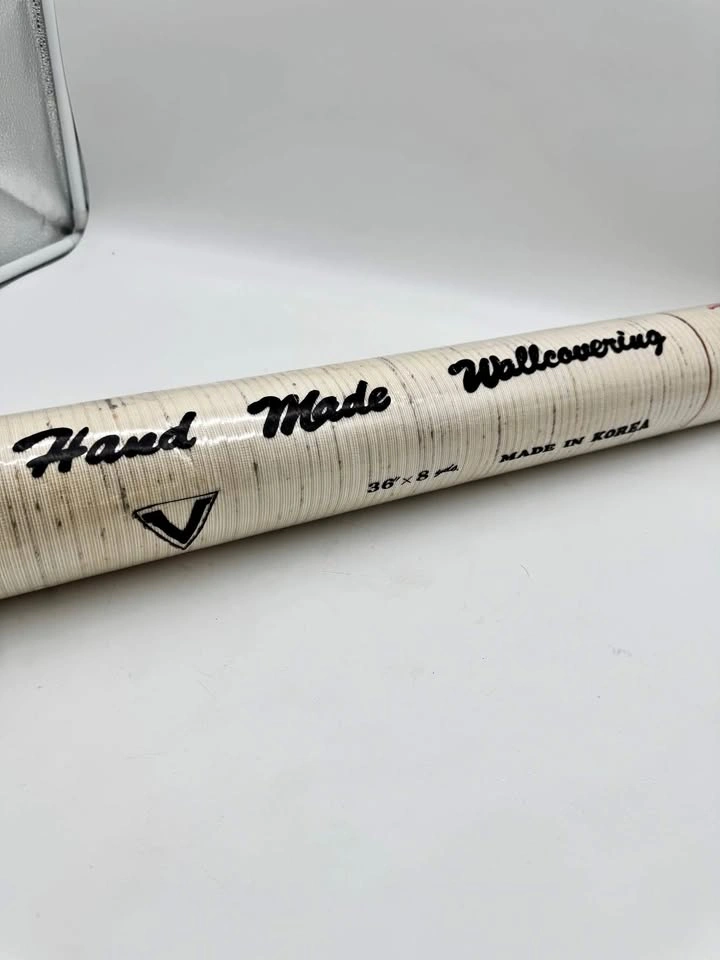 Hand Made Wallcovering
V
36" × 8 yds.
MADE IN KOREA